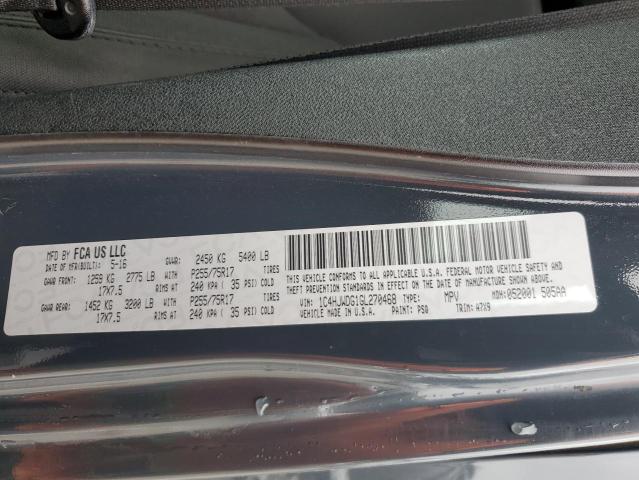 MFD BY FCA US LLC
DATE OF MFR(BUILT): 5-16 GVWR: 2450 KG 5400 LB
GAWR FRONT: 1259 KG 2775 LB WITH P255/75R17 TIRES
17X7.5 RIMS AT 240 KPA ( 35 PSI) COLD
GAWR REAR: 1452 KG 3200 LB WITH P255/75R17 TIRES
17X7.5 RIMS AT 240 KPA ( 35 PSI) COLD
THIS VEHICLE CONFORMS TO ALL U.S.A. FEDERAL MOTOR VEHICLE SAFETY AND
THEFT PREVENTION STANDARDS IN EFFECT ON THE DATE OF MANUFACTURE SHOWN ABOVE.
VIN: 1C4HJWDG1GL270468 TYPE: MPV MDH: 052001 505AA
VEHICLE MADE IN U.S.A. PAINT: PSQ TRIM: A7X9